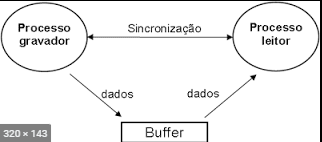 Processo
gravador
Sincronização
Processo
leitor
dados
dados
Buffer
320 × 143